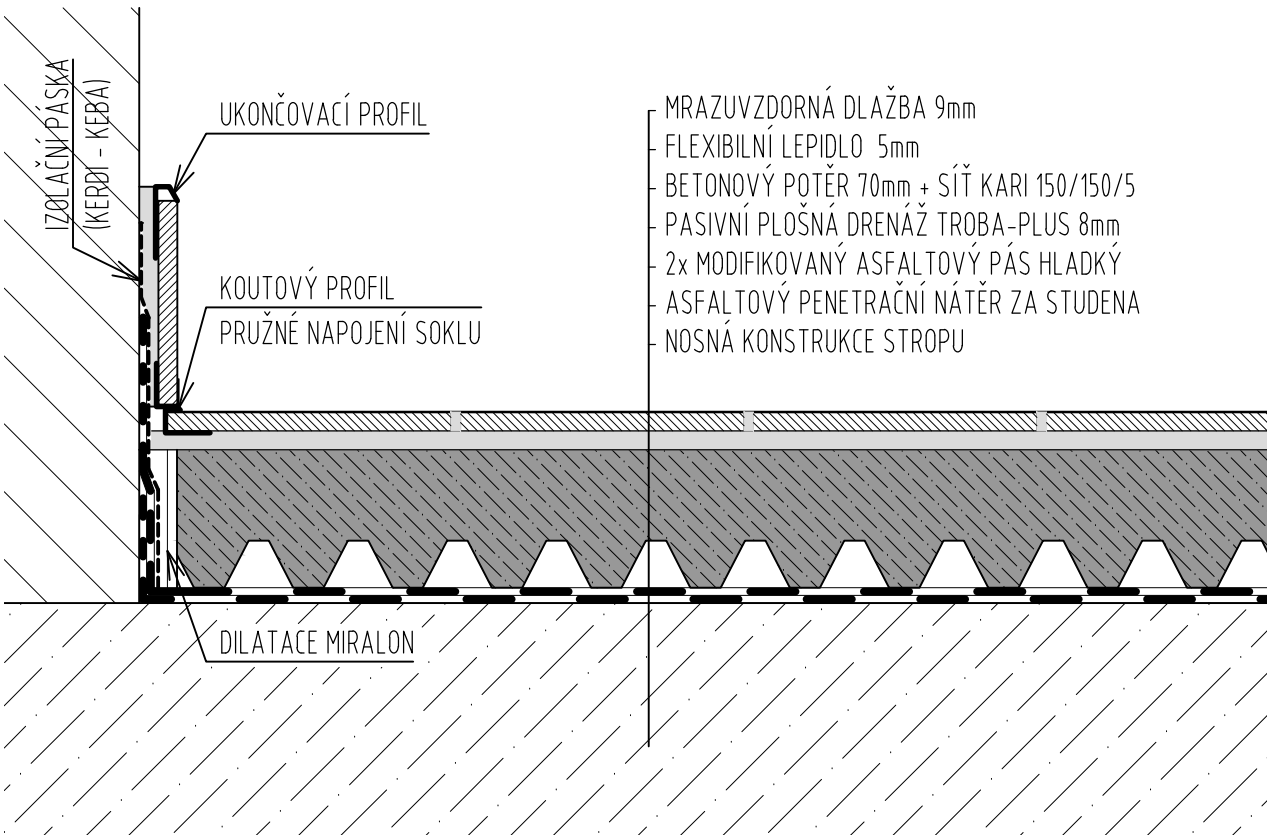 IZOLAČNÍ PÁSKA
(KERDI - KEBA)
UKONČOVACÍ PROFIL
KOUTOVÝ PROFIL
PRUŽNÉ NAPOJENÍ SOKLU
MRAZUVZDORNÁ DLAŽBA 9mm
FLEXIBILNÍ LEPIDLO 5mm
BETONOVÝ POTĚR 70mm + SÍŤ KARI 150/150/5
PASIVNÍ PLOŠNÁ DRENÁŽ TROBA-PLUS 8mm
2x MODIFIKOVANÝ ASFALTOVÝ PÁS HLADKÝ
ASFALTOVÝ PENETRAČNÍ NÁTĚR ZA STUDENA
NOSNÁ KONSTRUKCE STROPU
DILATACE MIRALON